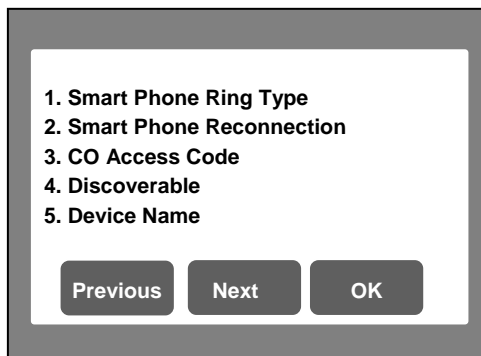 1. Smart Phone Ring Type
2. Smart Phone Reconnection
3. CO Access Code
4. Discoverable
5. Device Name
Previous Next OK